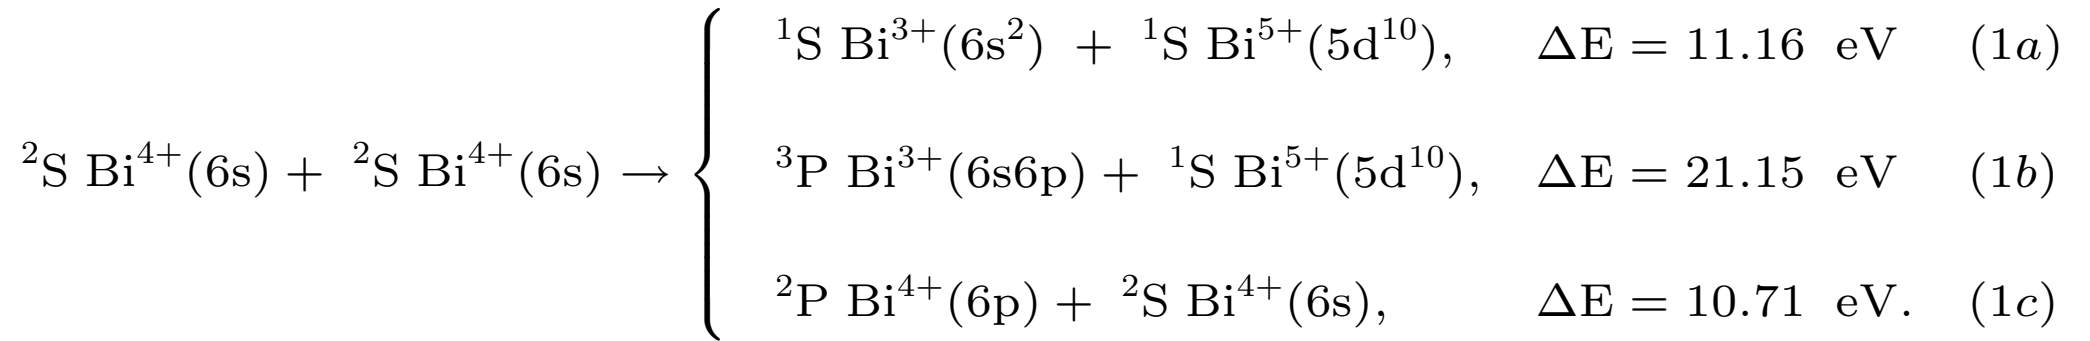 ¹S Bi³⁺(6s²) + ¹S Bi⁵⁺(5d¹⁰), ΔE = 11.16 eV (1a)
²S Bi⁴⁺(6s) + ²S Bi⁴⁺(6s) → { ³P Bi³⁺(6s6p) + ¹S Bi⁵⁺(5d¹⁰), ΔE = 21.15 eV (1b)
²P Bi⁴⁺(6p) + ²S Bi⁴⁺(6s), ΔE = 10.71 eV. (1c)